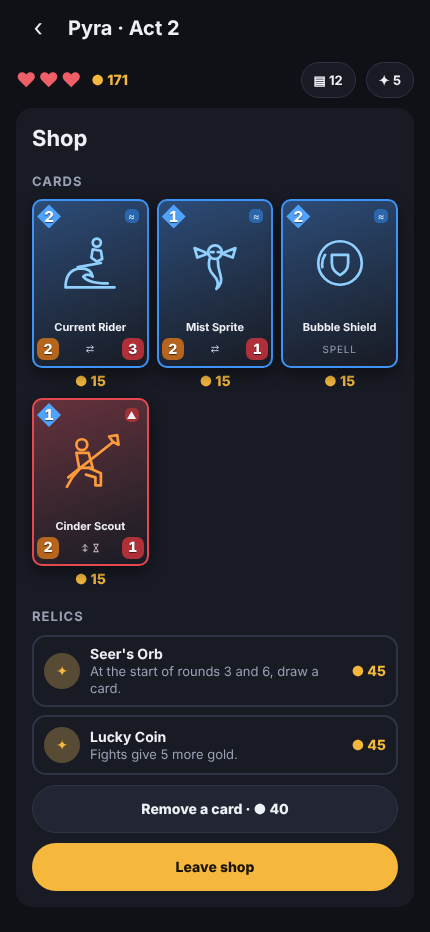 Pyra · Act 2
171
12
5
Shop
CARDS
2
Current Rider
2
3
15
1
Mist Sprite
2
1
15
2
Bubble Shield
SPELL
15
1
Cinder Scout
2
1
15
RELICS
Seer's Orb
At the start of rounds 3 and 6, draw a
card.
45
Lucky Coin
Fights give 5 more gold.
45
Remove a card · 40
Leave shop